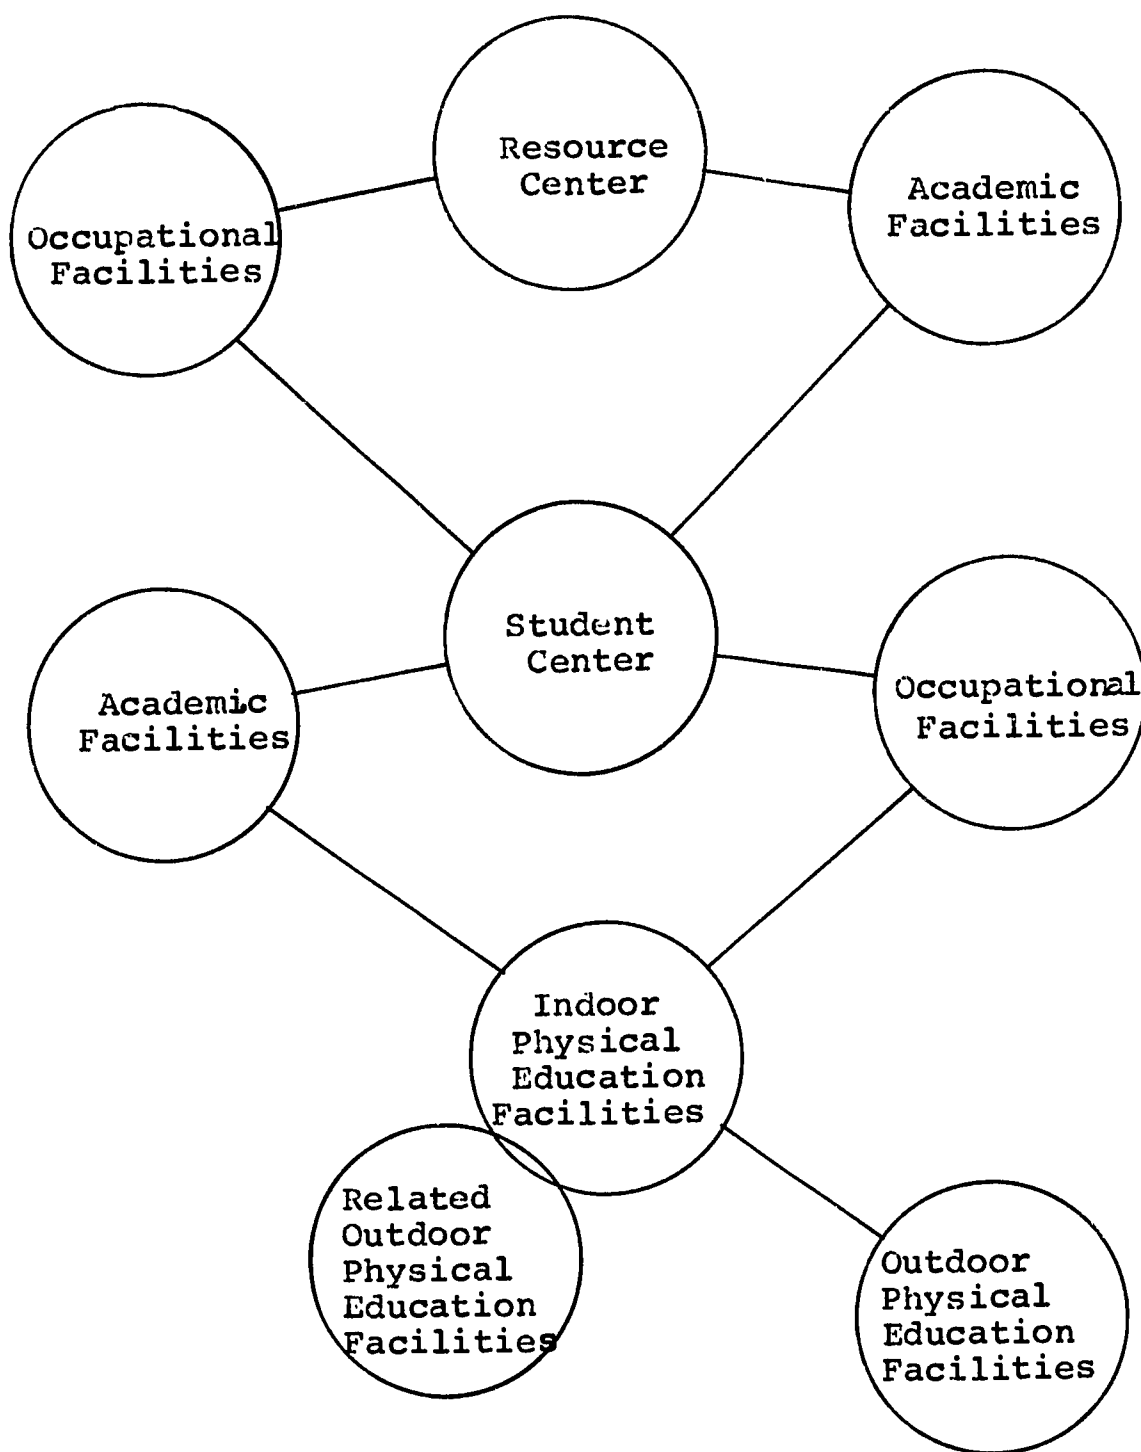 Resource
Center
Academic
Facilities
Occupational
Facilities
Student
Center
Academic
Facilities
Occupational
Facilities
Indoor
Physical
Education
Facilities
Related
Outdoor
Physical
Education
Facilities
Outdoor
Physical
Education
Facilities